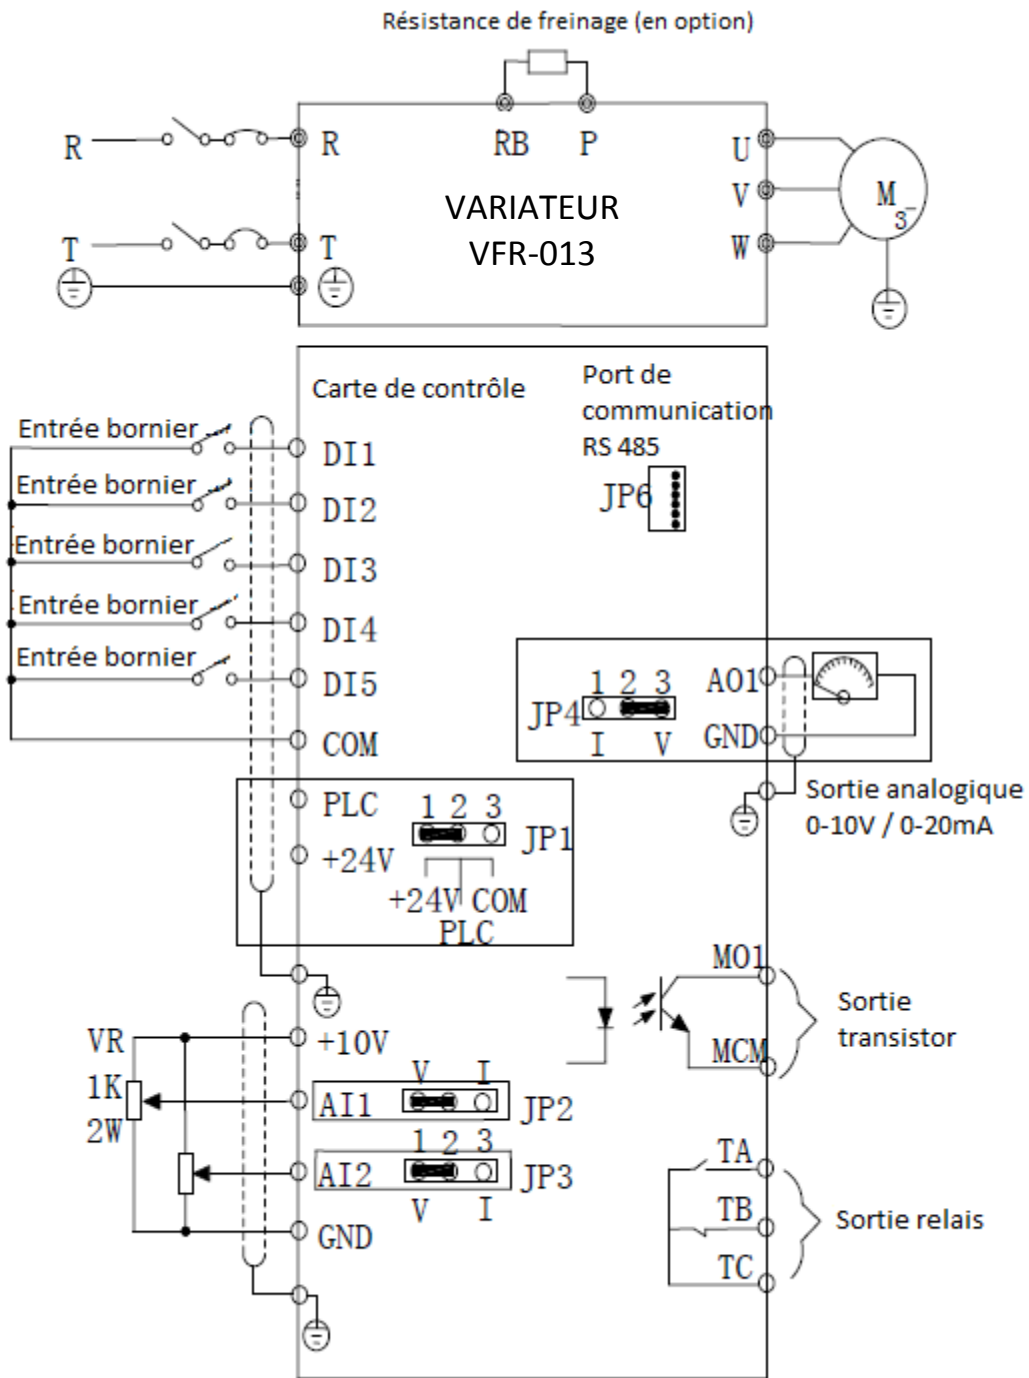 Résistance de freinage (en option)
R
R
RB
P
U
VARIATEUR
VFR-013
V
M
3~
T
T
W
Carte de contrôle
Port de
communication
RS 485
JP6
Entrée bornier
DI1
Entrée bornier
DI2
Entrée bornier
DI3
Entrée bornier
DI4
Entrée bornier
DI5
COM
1 2 3
JP4
I V
AO1
GND
Sortie analogique
0-10V / 0-20mA
PLC
1 2 3
JP1
+24V
+24V COM
PLC
MO1
MCM
Sortie
transistor
VR
1K
2W
+10V
V I
AI1
JP2
1 2 3
AI2
JP3
V I
GND
TA
TB
TC
Sortie relais